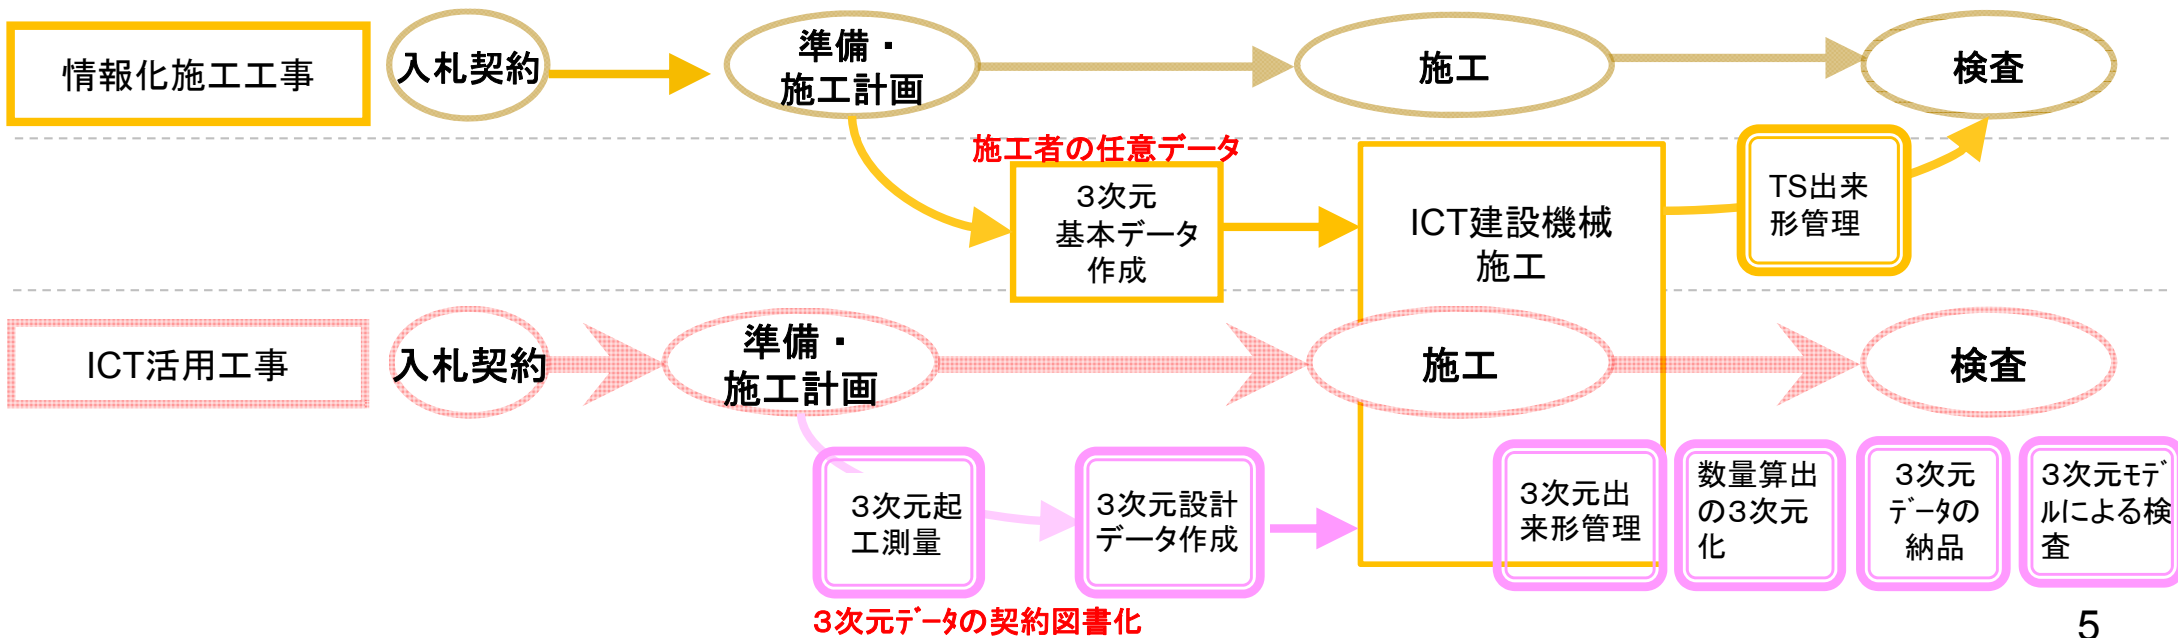 情報化施工工事
入札契約
準備・
施工計画
施工
検査
施工者の任意データ
3次元
基本データ
作成
ICT建設機械
施工
TS出来
形管理
ICT活用工事
入札契約
準備・
施工計画
施工
検査
3次元起
工測量
3次元設計
データ作成
3次元出
来形管理
数量算出
の3次元
化
3次元
ﾃﾞｰﾀの
納品
3次元ﾓﾃﾞ
ﾙによる検
査
3次元ﾃﾞｰﾀの契約図書化
5